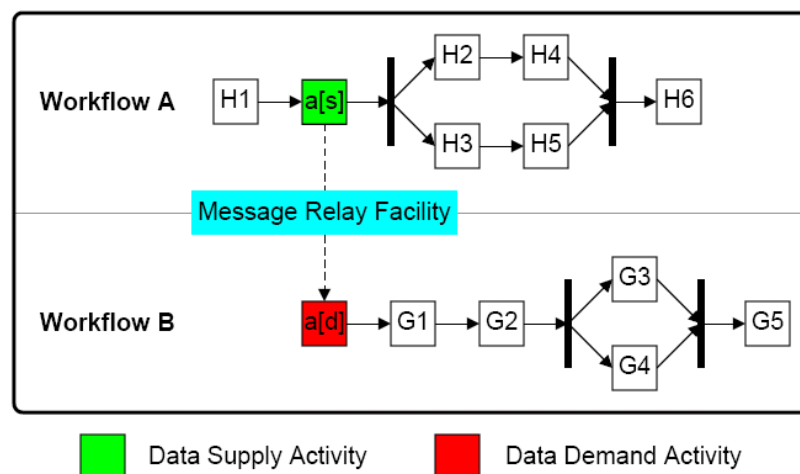 H2
H4
Workflow A
H1
a[s]
H6
H3
H5
Message Relay Facility
G3
Workflow B
a[d]
G1
G2
G5
G4
Data Supply Activity
Data Demand Activity